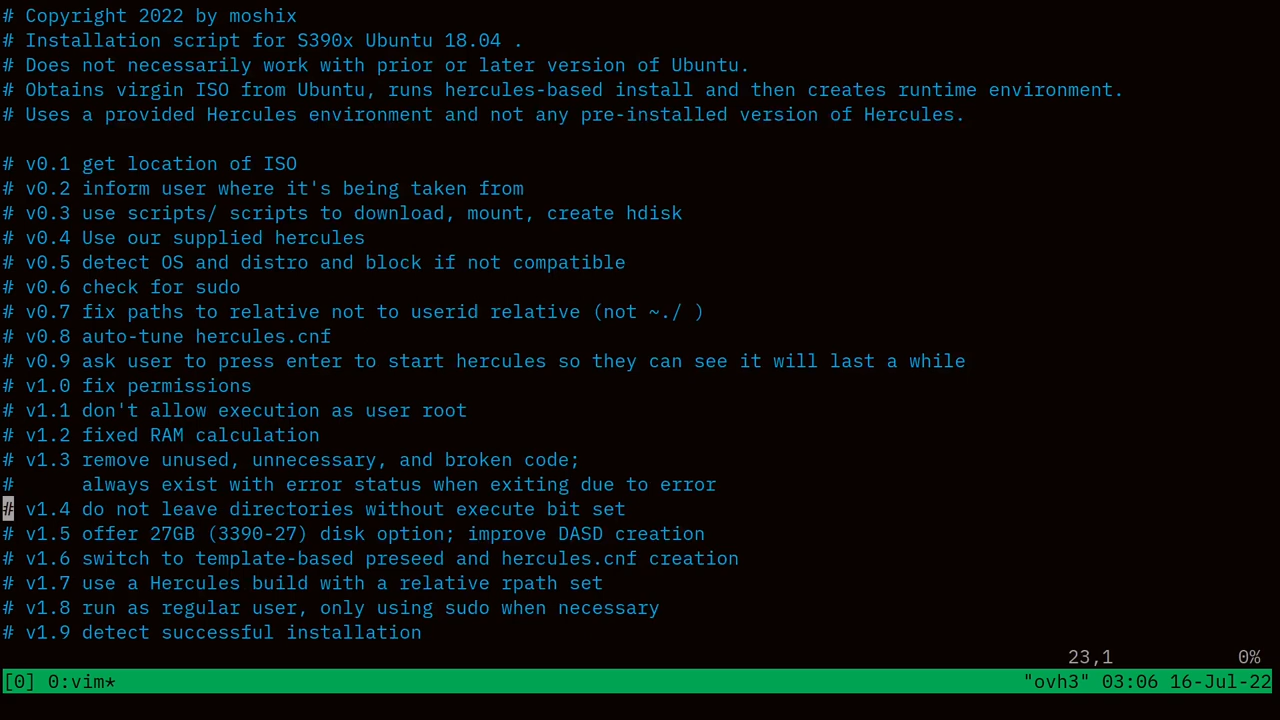 # Copyright 2022 by moshix
# Installation script for S390x Ubuntu 18.04 .
# Does not necessarily work with prior or later version of Ubuntu.
# Obtains virgin ISO from Ubuntu, runs hercules-based install and then creates runtime environment.
# Uses a provided Hercules environment and not any pre-installed version of Hercules.
# v0.1 get location of ISO
# v0.2 inform user where it's being taken from
# v0.3 use scripts/ scripts to download, mount, create hdisk
# v0.4 Use our supplied hercules
# v0.5 detect OS and distro and block if not compatible
# v0.6 check for sudo
# v0.7 fix paths to relative not to userid relative (not ~./ )
# v0.8 auto-tune hercules.cnf
# v0.9 ask user to press enter to start hercules so they can see it will last a while
# v1.0 fix permissions
# v1.1 don't allow execution as user root
# v1.2 fixed RAM calculation
# v1.3 remove unused, unnecessary, and broken code;
#      always exist with error status when exiting due to error
# v1.4 do not leave directories without execute bit set
# v1.5 offer 27GB (3390-27) disk option; improve DASD creation
# v1.6 switch to template-based preseed and hercules.cnf creation
# v1.7 use a Hercules build with a relative rpath set
# v1.8 run as regular user, only using sudo when necessary
# v1.9 detect successful installation
23,1 0%
[0] 0:vim* "ovh3" 03:06 16-Jul-22